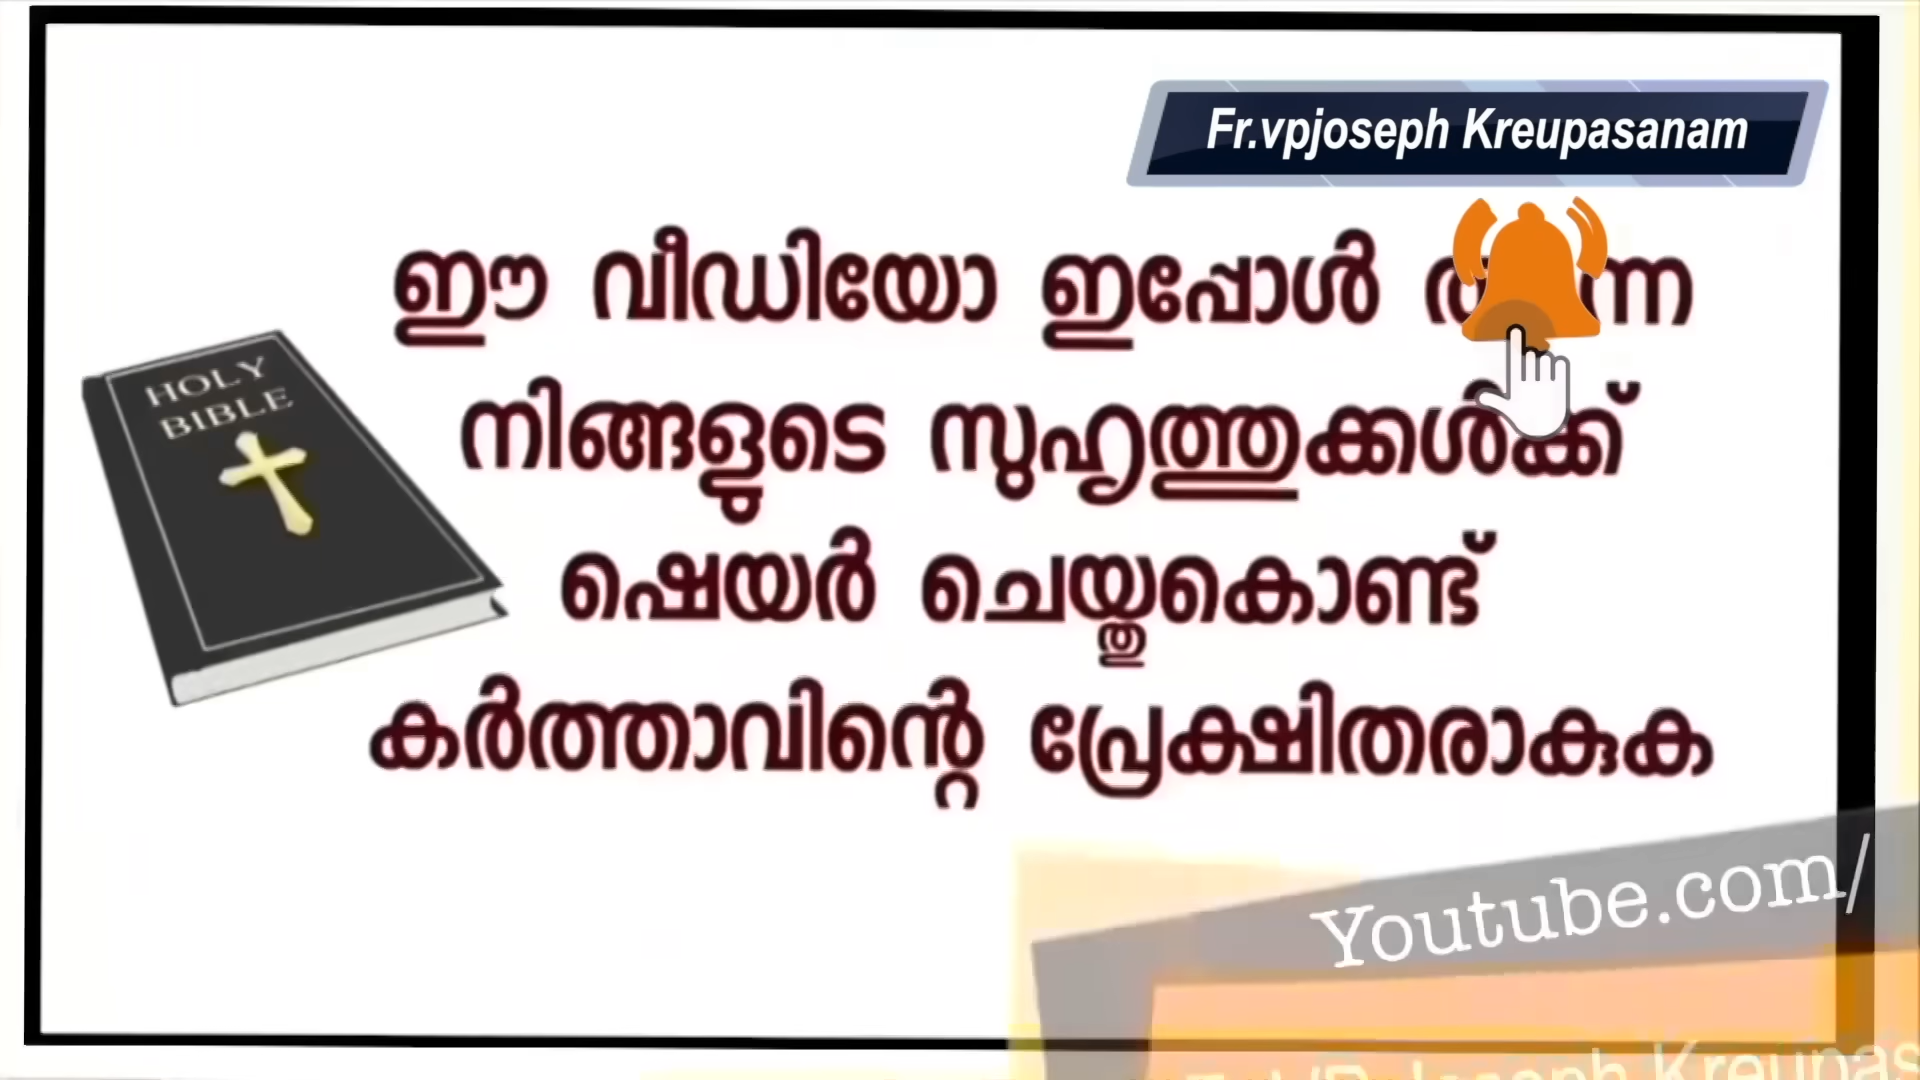 Fr.vpjoseph Kreupasanam
ഈ വീഡിയോ ഇപ്പോൾ
നിങ്ങളുടെ സുഹൃത്തുക്കൾക്ക്
ഷെയർ ചെയ്തുകൊണ്ട്
കർത്താവിന്റെ പ്രേക്ഷിതരാകുക
HOLY
BIBLE
Youtube.com/